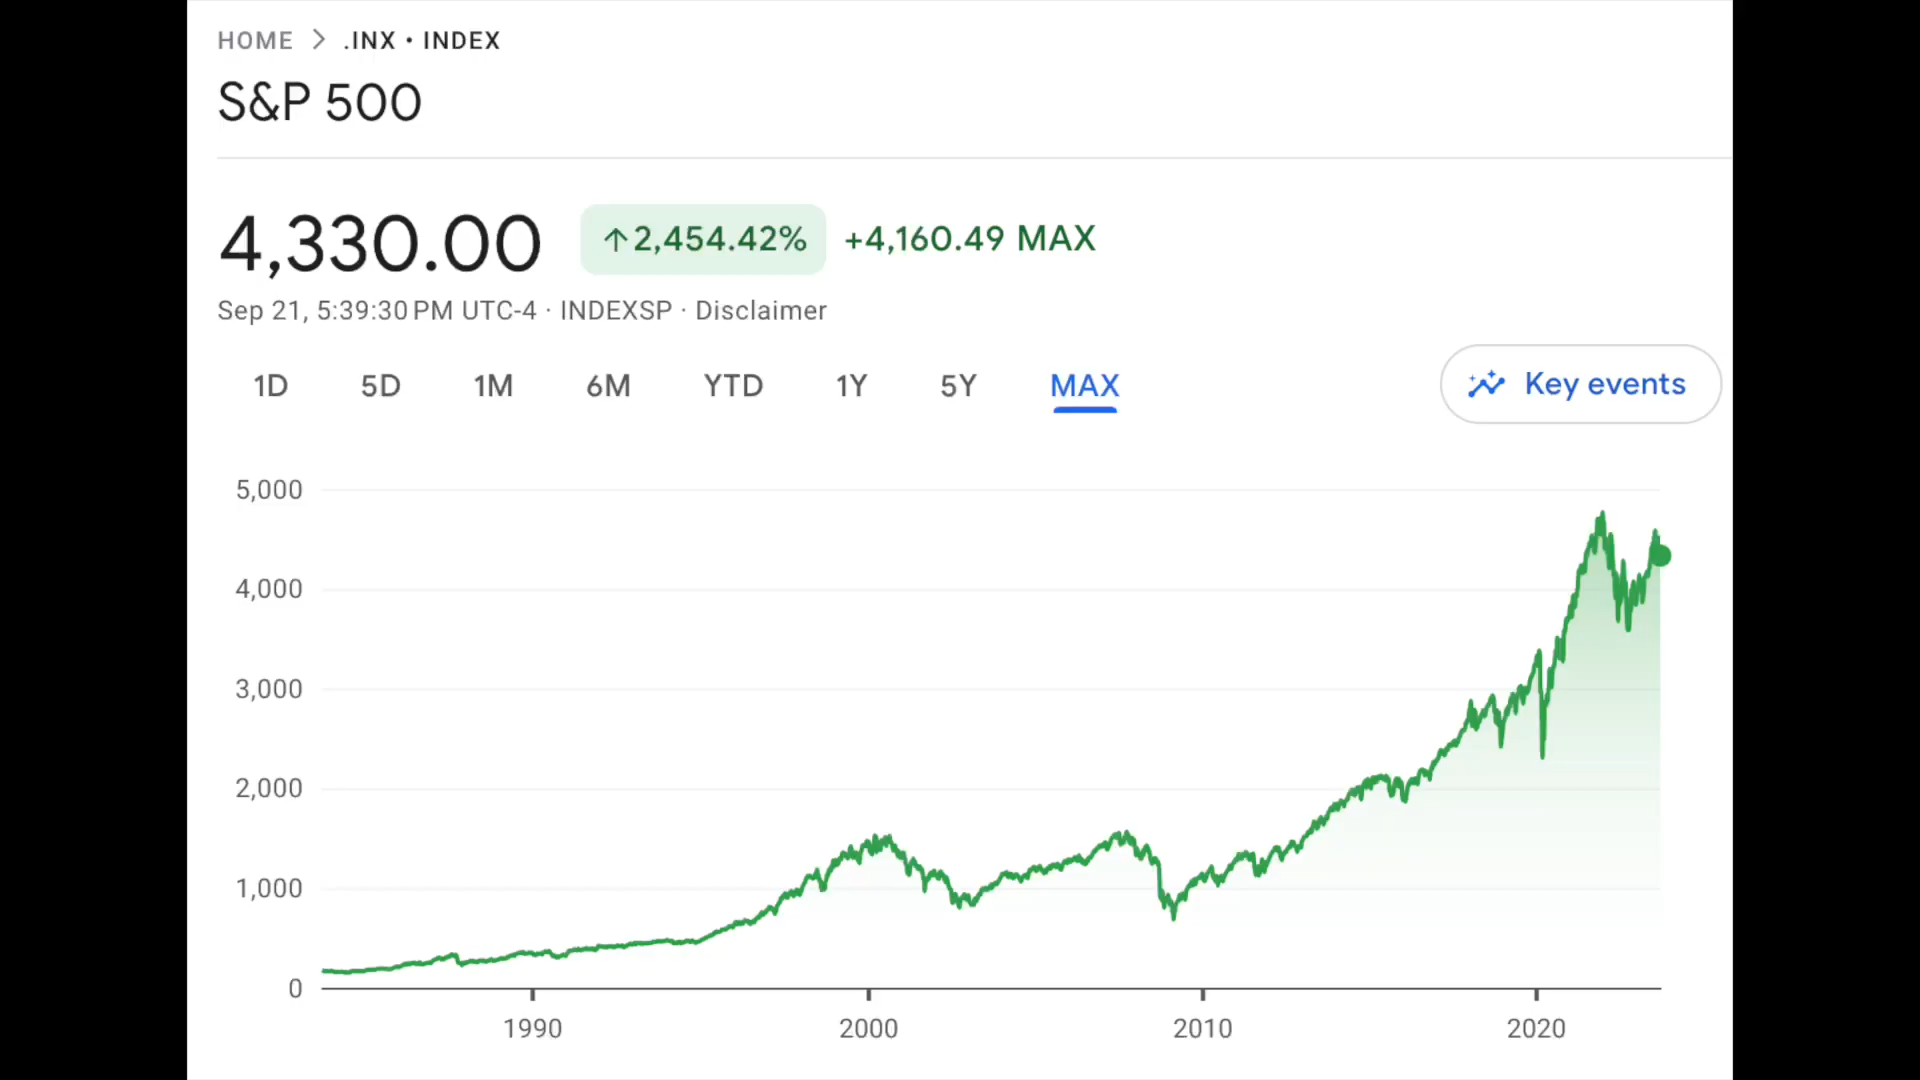 HOME > .INX • INDEX
S&P 500
4,330.00 ↑2,454.42% +4,160.49 MAX
Sep 21, 5:39:30 PM UTC-4 · INDEXSP · Disclaimer
1D 5D 1M 6M YTD 1Y 5Y MAX Key events
5,000
4,000
3,000
2,000
1,000
0
1990 2000 2010 2020